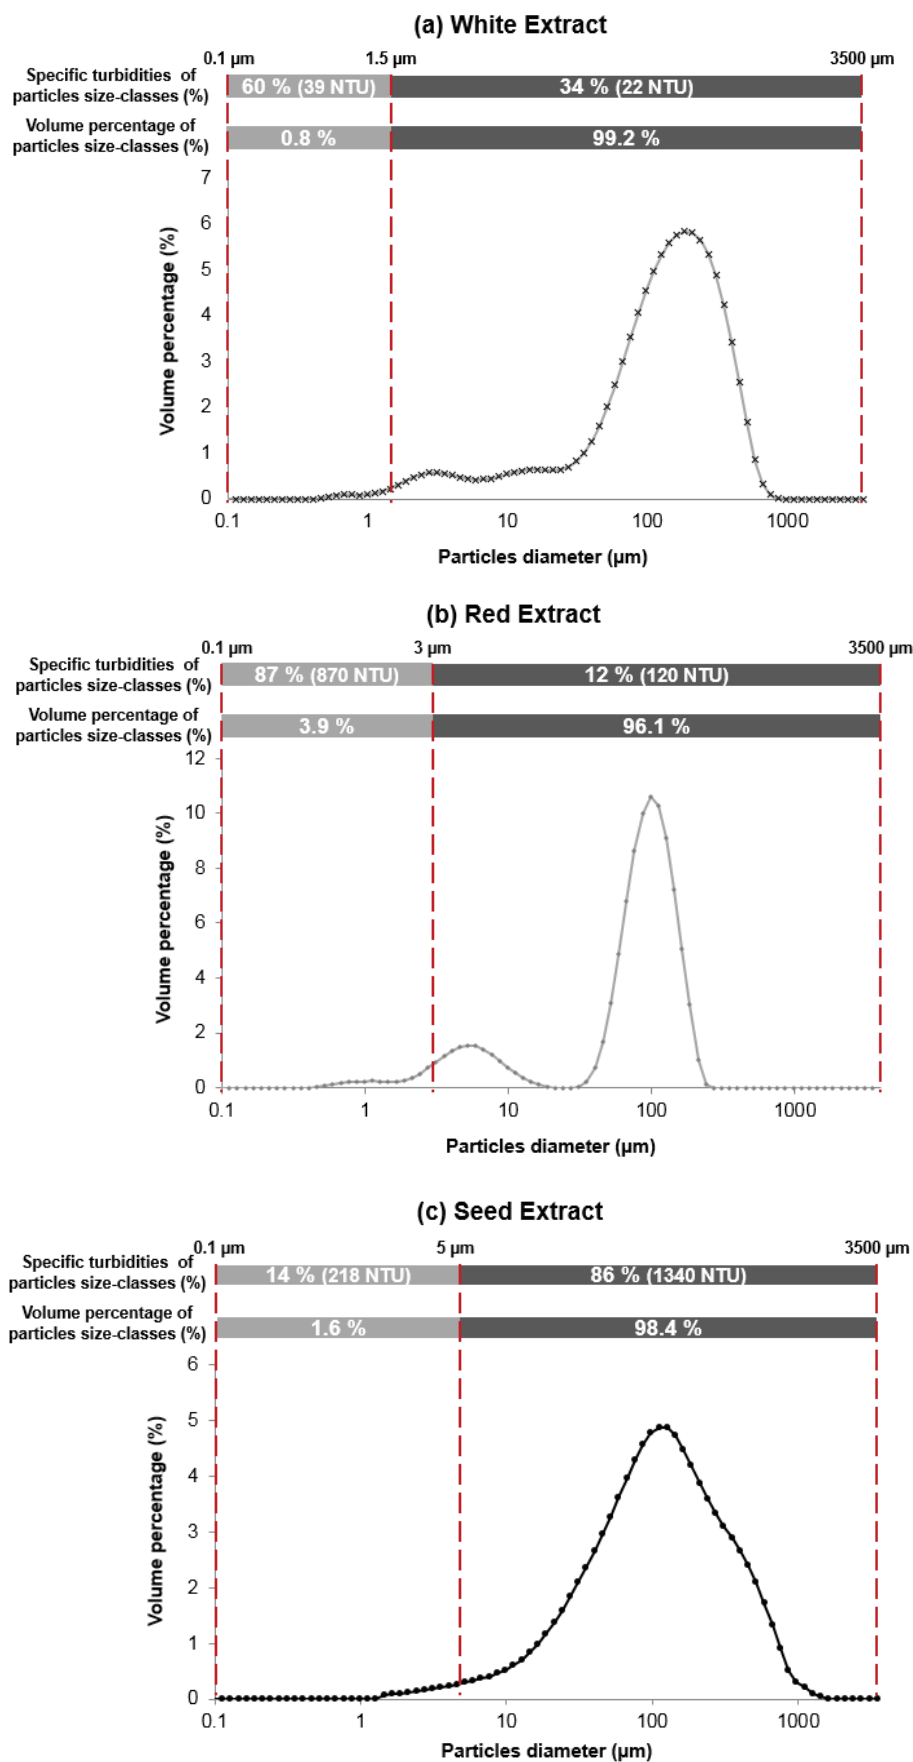 (a) White Extract
0.1 µm 1.5 µm 3500 µm
Specific turbidities of
particles size-classes (%)
60 % (39 NTU) 34 % (22 NTU)
Volume percentage of
particles size-classes (%)
0.8 % 99.2 %
7
6
5
4
3
2
1
0
Volume percentage (%)
0.1 1 10 100 1000
Particles diameter (µm)
(b) Red Extract
0.1 µm 3 µm 3500 µm
Specific turbidities of
particles size-classes (%)
87 % (870 NTU) 12 % (120 NTU)
Volume percentage of
particles size-classes (%)
3.9 % 96.1 %
12
10
8
6
4
2
0
Volume percentage (%)
0.1 1 10 100 1000
Particles diameter (µm)
(c) Seed Extract
0.1 µm 5 µm 3500 µm
Specific turbidities of
particles size-classes (%)
14 % (218 NTU) 86 % (1340 NTU)
Volume percentage of
particles size-classes (%)
1.6 % 98.4 %
6
5
4
3
2
1
0
Volume percentage (%)
0.1 1 10 100 1000
Particles diameter (µm)